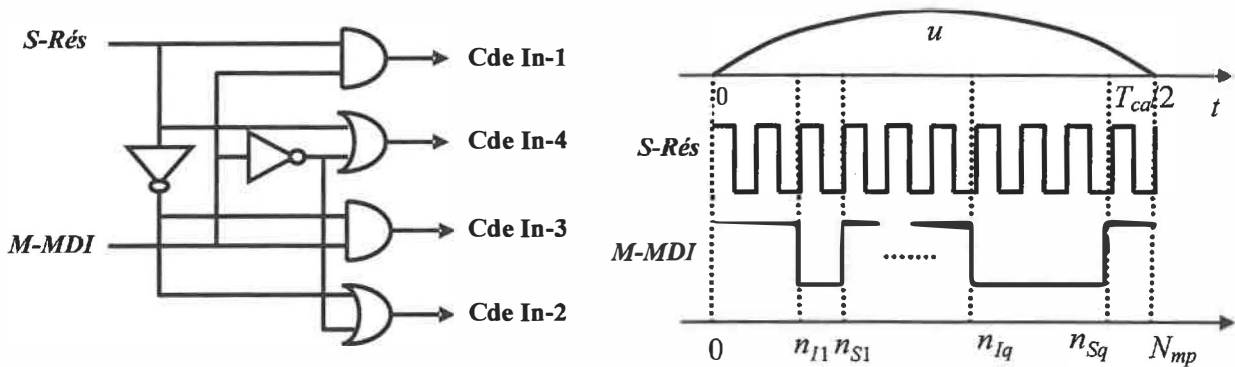 S-Rés
Cde In-1
Cde In-4
Cde In-3
M-MDI
Cde In-2
u
0
T_ca/2
t
S-Rés
M-MDI
.......
0
n_I1
n_S1
n_Iq
n_Sq
N_mp